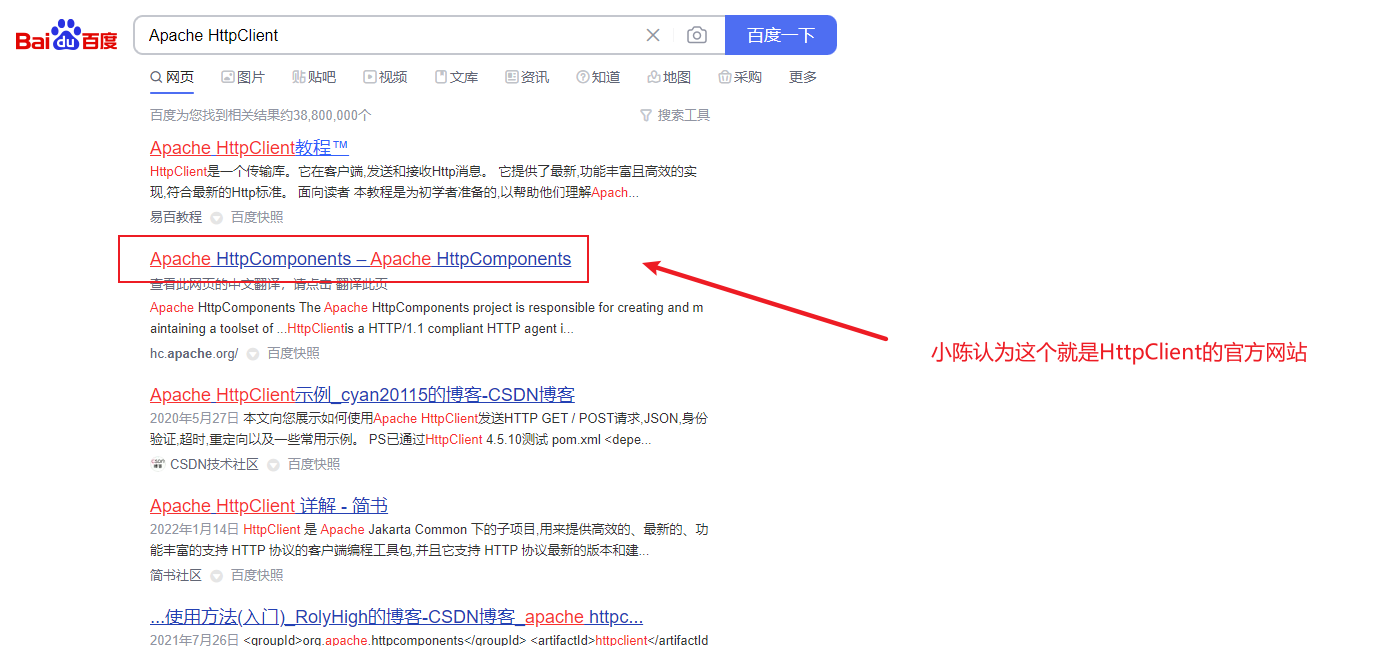 Bai du 百度 Apache HttpClient 百度一下
网页 图片 贴吧 视频 文库 资讯 知道 地图 采购 更多
百度为您找到相关结果约38,800,000个 搜索工具
Apache HttpClient教程™
HttpClient是一个传输库。它在客户端,发送和接收Http消息。 它提供了最新,功能丰富且高效的实
现,符合最新的Http标准。 面向读者 本教程是为初学者准备的,以帮助他们理解Apach...
易百教程 百度快照
Apache HttpComponents – Apache HttpComponents
查看此网页的中文翻译，请点击 翻译此页
Apache HttpComponents The Apache HttpComponents project is responsible for creating and m
aintaining a toolset of ...HttpClientis a HTTP/1.1 compliant HTTP agent i...
hc.apache.org/ 百度快照
小陈认为这个就是HttpClient的官方网站
Apache HttpClient示例_cyan20115的博客-CSDN博客
2020年5月27日 本文向您展示如何使用Apache HttpClient发送HTTP GET / POST请求,JSON,身份
验证,超时,重定向以及一些常用示例。 PS已通过HttpClient 4.5.10测试 pom.xml <depe...
CSDN技术社区 百度快照
Apache HttpClient 详解 - 简书
2022年1月14日 HttpClient 是 Apache Jakarta Common 下的子项目,用来提供高效的、最新的、功
能丰富的支持 HTTP 协议的客户端编程工具包,并且它支持 HTTP 协议最新的版本和建...
简书社区 百度快照
...使用方法(入门)_RolyHigh的博客-CSDN博客_apache httpc...
2021年7月26日 <groupId>org.apache.httpcomponents</groupId> <artifactId>httpclient</artifactId